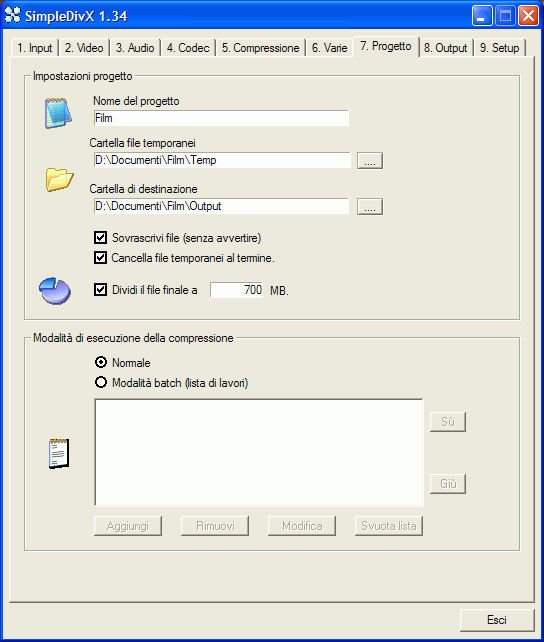 SimpleDivX 1.34
1. Input 2. Video 3. Audio 4. Codec 5. Compressione 6. Varie 7. Progetto 8. Output 9. Setup
Impostazioni progetto
Nome del progetto
Film
Cartella file temporanei
D:\Documenti\Film\Temp ....
Cartella di destinazione
D:\Documenti\Film\Output ....
Sovrascrivi file (senza avvertire)
Cancella file temporanei al termine.
Dividi il file finale a 700 MB.
Modalità di esecuzione della compressione
Normale
Modalità batch (lista di lavori)
Sù
Giù
Aggiungi Rimuovi Modifica Svuota lista
Esci